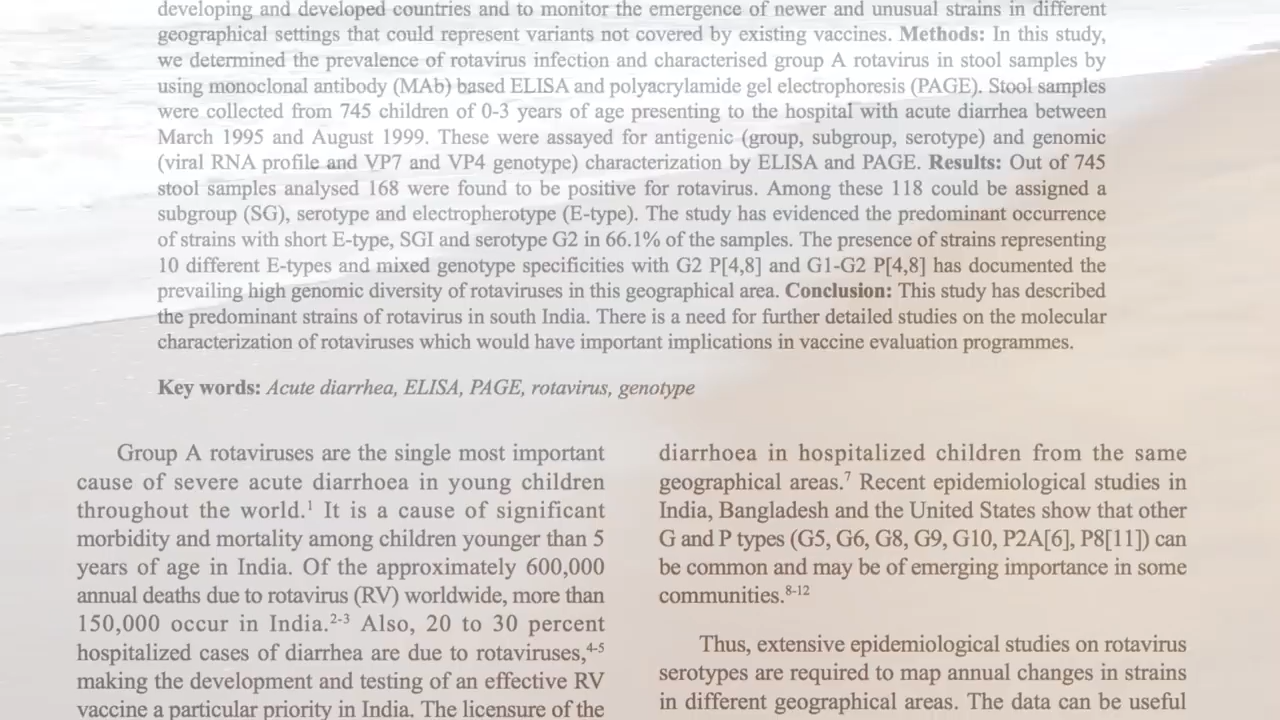 developing and developed countries and to monitor the emergence of newer and unusual strains in different
geographical settings that could represent variants not covered by existing vaccines. Methods: In this study,
we determined the prevalence of rotavirus infection and characterised group A rotavirus in stool samples by
using monoclonal antibody (MAb) based ELISA and polyacrylamide gel electrophoresis (PAGE). Stool samples
were collected from 745 children of 0-3 years of age presenting to the hospital with acute diarrhea between
March 1995 and August 1999. These were assayed for antigenic (group, subgroup, serotype) and genomic
(viral RNA profile and VP7 and VP4 genotype) characterization by ELISA and PAGE. Results: Out of 745
stool samples analysed 168 were found to be positive for rotavirus. Among these 118 could be assigned a
subgroup (SG), serotype and electropherotype (E-type). The study has evidenced the predominant occurrence
of strains with short E-type, SGI and serotype G2 in 66.1% of the samples. The presence of strains representing
10 different E-types and mixed genotype specificities with G2 P[4,8] and G1-G2 P[4,8] has documented the
prevailing high genomic diversity of rotaviruses in this geographical area. Conclusion: This study has described
the predominant strains of rotavirus in south India. There is a need for further detailed studies on the molecular
characterization of rotaviruses which would have important implications in vaccine evaluation programmes.
Key words: Acute diarrhea, ELISA, PAGE, rotavirus, genotype
Group A rotaviruses are the single most important
cause of severe acute diarrhoea in young children
throughout the world.1 It is a cause of significant
morbidity and mortality among children younger than 5
years of age in India. Of the approximately 600,000
annual deaths due to rotavirus (RV) worldwide, more than
150,000 occur in India.2-3 Also, 20 to 30 percent
hospitalized cases of diarrhea are due to rotaviruses,4-5
making the development and testing of an effective RV
vaccine a particular priority in India. The licensure of the
diarrhoea in hospitalized children from the same
geographical areas.7 Recent epidemiological studies in
India, Bangladesh and the United States show that other
G and P types (G5, G6, G8, G9, G10, P2A[6], P8[11]) can
be common and may be of emerging importance in some
communities.8-12
Thus, extensive epidemiological studies on rotavirus
serotypes are required to map annual changes in strains
in different geographical areas. The data can be useful